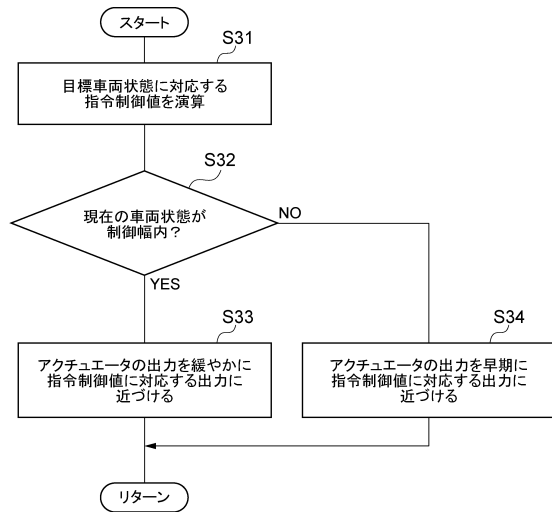 スタート
S31
目標車両状態に対応する
指令制御値を演算
S32
現在の車両状態が
制御幅内？
NO
YES
S33
アクチュエータの出力を緩やかに
指令制御値に対応する出力に
近づける
S34
アクチュエータの出力を早期に
指令制御値に対応する出力に
近づける
リターン